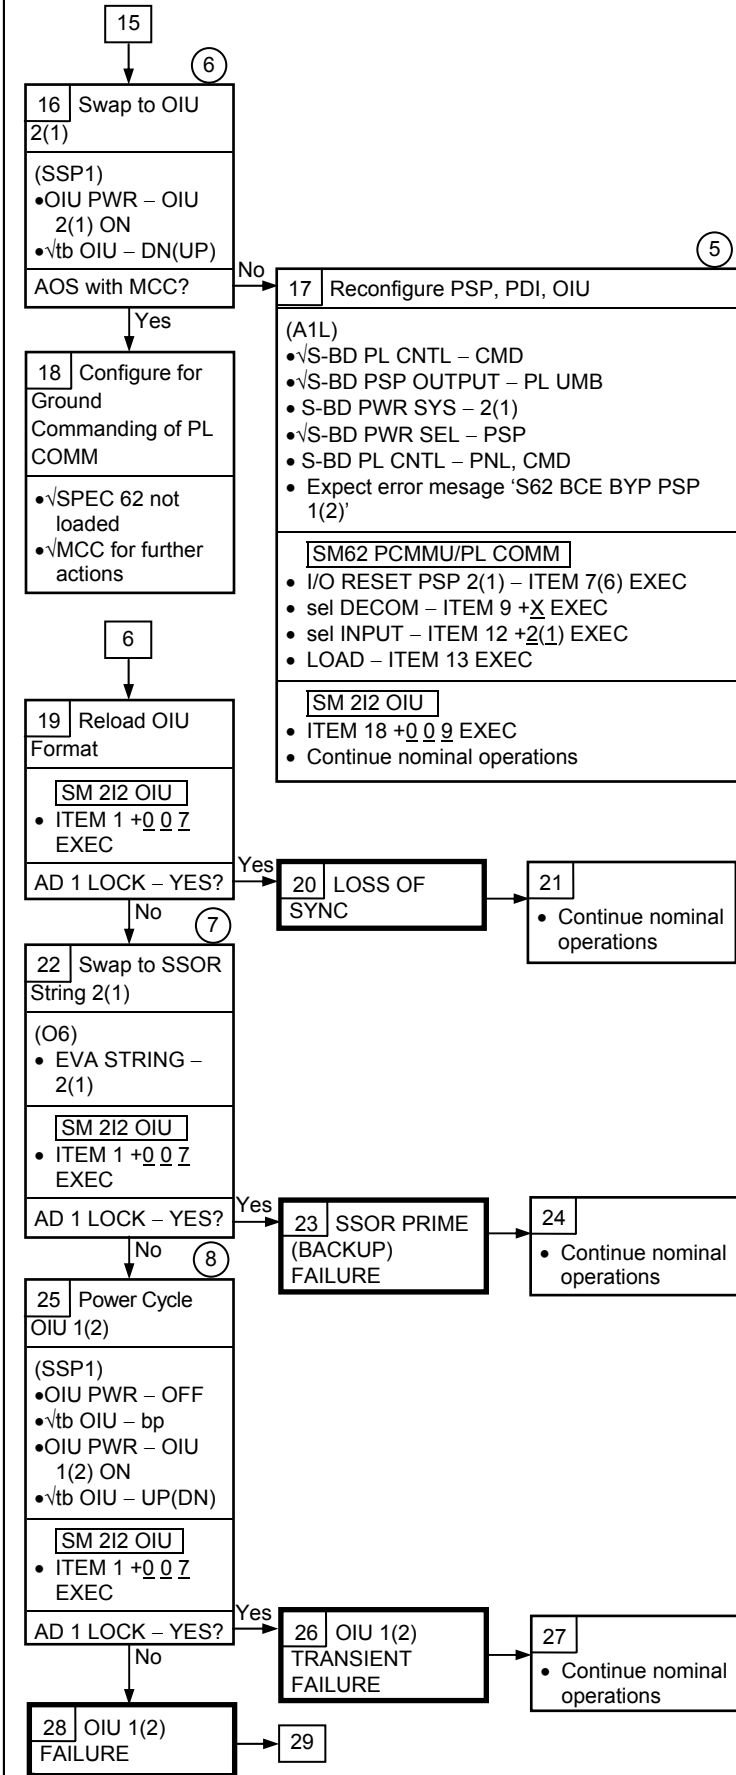 15
6
16 Swap to OIU
2(1)
(SSP1)
•OIU PWR – OIU
2(1) ON
•√tb OIU – DN(UP)
AOS with MCC?
No
Yes
5
17 Reconfigure PSP, PDI, OIU
(A1L)
•√S-BD PL CNTL – CMD
•√S-BD PSP OUTPUT – PL UMB
• S-BD PWR SYS – 2(1)
•√S-BD PWR SEL – PSP
• S-BD PL CNTL – PNL, CMD
• Expect error mesage ‘S62 BCE BYP PSP
1(2)’
SM62 PCMMU/PL COMM
• I/O RESET PSP 2(1) – ITEM 7(6) EXEC
• sel DECOM – ITEM 9 +X EXEC
• sel INPUT – ITEM 12 +2(1) EXEC
• LOAD – ITEM 13 EXEC
SM 2I2 OIU
• ITEM 18 +0 0 9 EXEC
• Continue nominal operations
18 Configure for
Ground
Commanding of PL
COMM
•√SPEC 62 not
loaded
•√MCC for further
actions
6
19 Reload OIU
Format
SM 2I2 OIU
• ITEM 1 +0 0 7
EXEC
AD 1 LOCK – YES?
Yes
No
20 LOSS OF
SYNC
21
• Continue nominal
operations
7
22 Swap to SSOR
String 2(1)
(O6)
• EVA STRING –
2(1)
SM 2I2 OIU
• ITEM 1 +0 0 7
EXEC
AD 1 LOCK – YES?
Yes
No
23 SSOR PRIME
(BACKUP)
FAILURE
24
• Continue nominal
operations
8
25 Power Cycle
OIU 1(2)
(SSP1)
•OIU PWR – OFF
•√tb OIU – bp
•OIU PWR – OIU
1(2) ON
•√tb OIU – UP(DN)
SM 2I2 OIU
• ITEM 1 +0 0 7
EXEC
AD 1 LOCK – YES?
Yes
No
26 OIU 1(2)
TRANSIENT
FAILURE
27
• Continue nominal
operations
28 OIU 1(2)
FAILURE
29